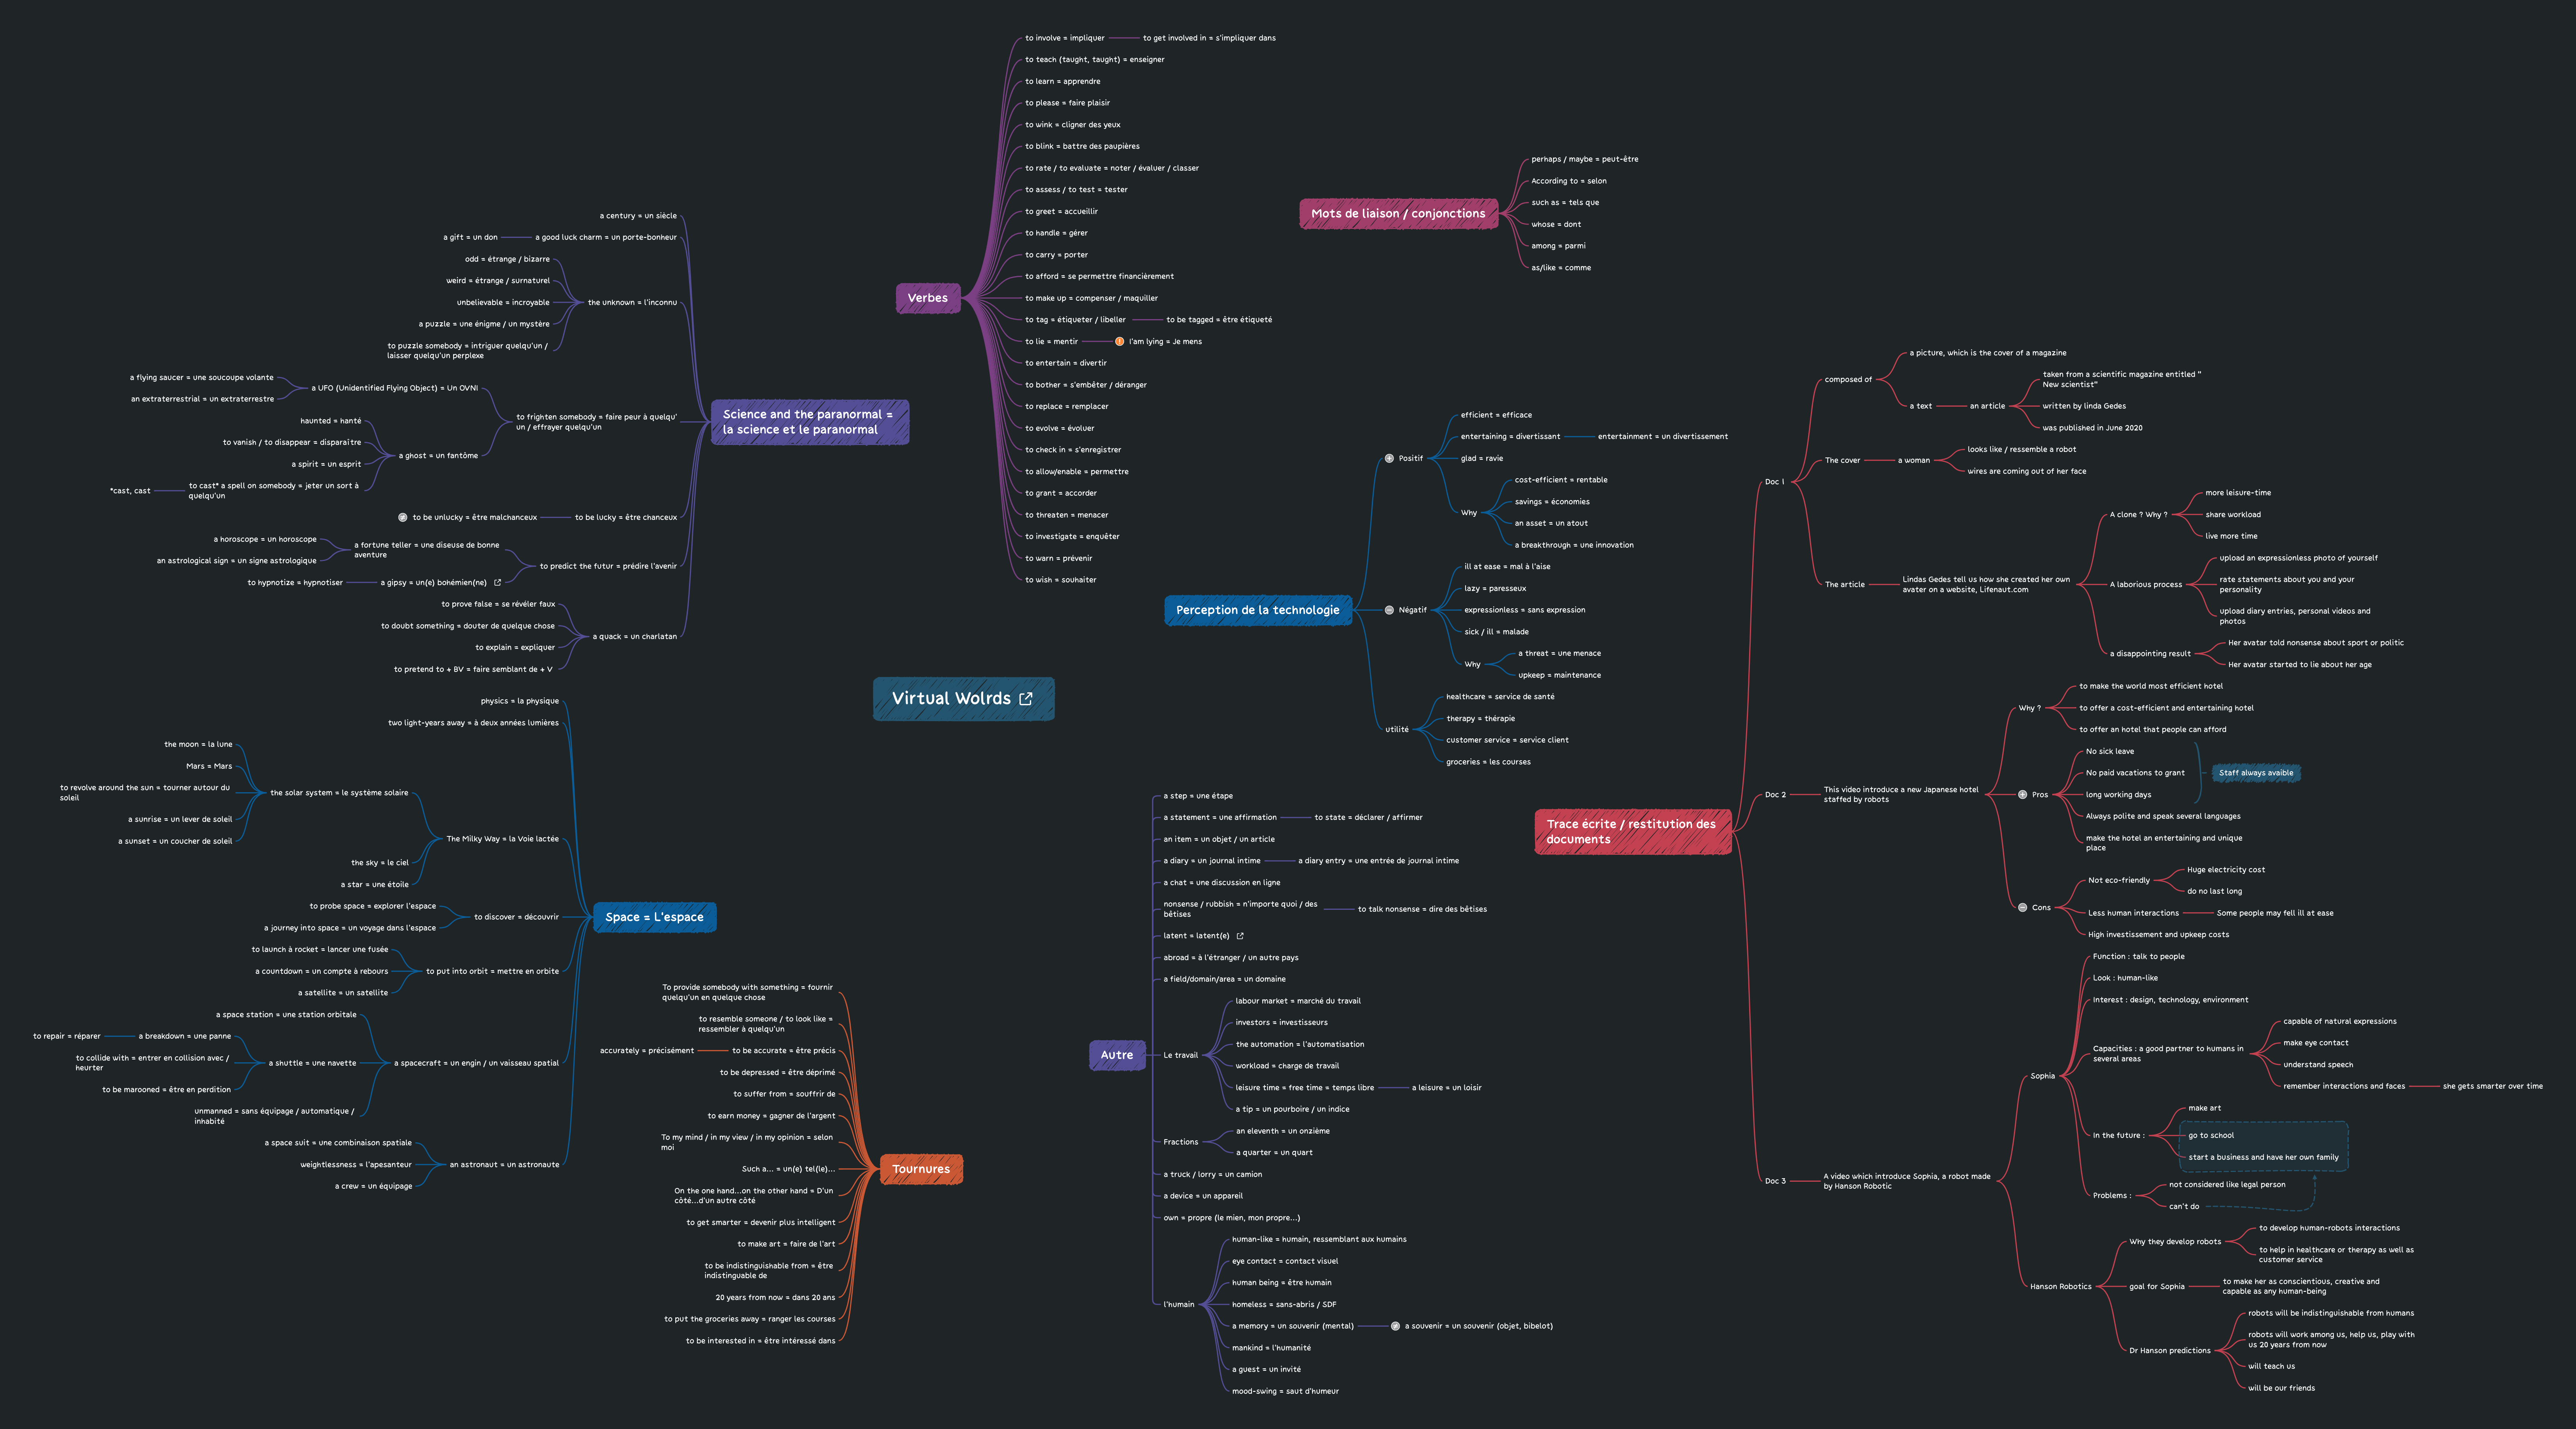 Virtual Wolrds
Verbes
to involve = impliquer
to get involved in = s'impliquer dans
to teach (taught, taught) = enseigner
to learn = apprendre
to please = faire plaisir
to wink = cligner des yeux
to blink = battre des paupières
to rate / to evaluate = noter / évaluer / classer
to assess / to test = tester
to greet = accueillir
to handle = gérer
to carry = porter
to afford = se permettre financièrement
to make up = compenser / maquiller
to tag = étiqueter / libeller
to be tagged = être étiqueté
to lie = mentir
I'am lying = Je mens
to entertain = divertir
to bother = s'embêter / déranger
to replace = remplacer
to evolve = évoluer
to check in = s'enregistrer
to allow/enable = permettre
to grant = accorder
to threaten = menacer
to investigate = enquêter
to warn = prévenir
to wish = souhaiter
Mots de liaison / conjonctions
perhaps / maybe = peut-être
According to = selon
such as = tels que
whose = dont
among = parmi
as/like = comme
Perception de la technologie
Positif
efficient = efficace
entertaining = divertissant
entertainment = un divertissement
glad = ravie
Why
cost-efficient = rentable
savings = économies
an asset = un atout
a breakthrough = une innovation
Négatif
ill at ease = mal à l'aise
lazy = paresseux
expressionless = sans expression
sick / ill = malade
Why
a threat = une menace
upkeep = maintenance
utilité
healthcare = service de santé
therapy = thérapie
customer service = service client
groceries = les courses
Trace écrite / restitution des
documents
Doc 1
composed of
a picture, which is the cover of a magazine
a text
an article
taken from a scientific magazine entitled "
New scientist"
written by linda Gedes
was published in June 2020
The cover
a woman
looks like / ressemble a robot
wires are coming out of her face
The article
Lindas Gedes tell us how she created her own
avater on a website, Lifenaut.com
A clone ? Why ?
more leisure-time
share workload
live more time
A laborious process
upload an expressionless photo of yourself
rate statements about you and your
personality
upload diary entries, personal videos and
photos
a disappointing result
Her avatar told nonsense about sport or politic
Her avatar started to lie about her age
Doc 2
This video introduce a new Japanese hotel
staffed by robots
Why ?
to make the world most efficient hotel
to offer a cost-efficient and entertaining hotel
to offer an hotel that people can afford
Pros
No sick leave
No paid vacations to grant
long working days
Staff always avaible
Always polite and speak several languages
make the hotel an entertaining and unique
place
Cons
Not eco-friendly
Huge electricity cost
do no last long
Less human interactions
Some people may fell ill at ease
High investissement and upkeep costs
Doc 3
A video which introduce Sophia, a robot made
by Hanson Robotic
Sophia
Function : talk to people
Look : human-like
Interest : design, technology, environment
Capacities : a good partner to humans in
several areas
capable of natural expressions
make eye contact
understand speech
remember interactions and faces
she gets smarter over time
In the future :
make art
go to school
start a business and have her own family
Problems :
not considered like legal person
can't do
Hanson Robotics
Why they develop robots
to develop human-robots interactions
to help in healthcare or therapy as well as
customer service
goal for Sophia
to make her as conscientious, creative and
capable as any human-being
Dr Hanson predictions
robots will be indistinguishable from humans
robots will work among us, help us, play with
us 20 years from now
will teach us
will be our friends
Autre
a step = une étape
a statement = une affirmation
to state = déclarer / affirmer
an item = un objet / un article
a diary = un journal intime
a diary entry = une entrée de journal intime
a chat = une discussion en ligne
nonsense / rubbish = n'importe quoi / des
bêtises
to talk nonsense = dire des bêtises
latent = latent(e)
abroad = à l'étranger / un autre pays
a field/domain/area = un domaine
Le travail
labour market = marché du travail
investors = investisseurs
the automation = l'automatisation
workload = charge de travail
leisure time = free time = temps libre
a leisure = un loisir
a tip = un pourboire / un indice
Fractions
an eleventh = un onzième
a quarter = un quart
a truck / lorry = un camion
a device = un appareil
own = propre (le mien, mon propre...)
l'humain
human-like = humain, ressemblant aux humains
eye contact = contact visuel
human being = être humain
homeless = sans-abris / SDF
a memory = un souvenir (mental)
a souvenir = un souvenir (objet, bibelot)
mankind = l'humanité
a guest = un invité
mood-swing = saut d'humeur
Science and the paranormal =
la science et le paranormal
a century = un siècle
a good luck charm = un porte-bonheur
a gift = un don
the unknown = l'inconnu
odd = étrange / bizarre
weird = étrange / surnaturel
unbelievable = incroyable
a puzzle = une énigme / un mystère
to puzzle somebody = intriguer quelqu'un /
laisser quelqu'un perplexe
to frighten somebody = faire peur à quelqu'
un / effrayer quelqu'un
a UFO (Unidentified Flying Object) = Un OVNI
a flying saucer = une soucoupe volante
an extraterrestrial = un extraterrestre
a ghost = un fantôme
haunted = hanté
to vanish / to disappear = disparaître
a spirit = un esprit
to cast* a spell on somebody = jeter un sort à
quelqu'un
*cast, cast
to be lucky = être chanceux
to be unlucky = être malchanceux
to predict the futur = prédire l'avenir
a fortune teller = une diseuse de bonne
aventure
a horoscope = un horoscope
an astrological sign = un signe astrologique
a gipsy = un(e) bohémien(ne)
to hypnotize = hypnotiser
a quack = un charlatan
to prove false = se révéler faux
to doubt something = douter de quelque chose
to explain = expliquer
to pretend to + BV = faire semblant de + V
Space = L'espace
physics = la physique
two light-years away = à deux années lumières
The Milky Way = la Voie lactée
the solar system = le système solaire
the moon = la lune
Mars = Mars
to revolve around the sun = tourner autour du
soleil
a sunrise = un lever de soleil
a sunset = un coucher de soleil
the sky = le ciel
a star = une étoile
to discover = découvrir
to probe space = explorer l'espace
a journey into space = un voyage dans l'espace
to put into orbit = mettre en orbite
to launch à rocket = lancer une fusée
a countdown = un compte à rebours
a satellite = un satellite
a spacecraft = un engin / un vaisseau spatial
a space station = une station orbitale
a shuttle = une navette
a breakdown = une panne
to repair = réparer
to collide with = entrer en collision avec /
heurter
to be marooned = être en perdition
unmanned = sans équipage / automatique /
inhabité
an astronaut = un astronaute
a space suit = une combinaison spatiale
weightlessness = l'apesanteur
a crew = un équipage
Tournures
To provide somebody with something = fournir
quelqu'un en quelque chose
to resemble someone / to look like =
ressembler à quelqu'un
to be accurate = être précis
accurately = précisément
to be depressed = être déprimé
to suffer from = souffrir de
to earn money = gagner de l'argent
To my mind / in my view / in my opinion = selon
moi
Such a... = un(e) tel(le)...
On the one hand...on the other hand = D'un
côté...d'un autre côté
to get smarter = devenir plus intelligent
to make art = faire de l'art
to be indistinguishable from = être
indistinguable de
20 years from now = dans 20 ans
to put the groceries away = ranger les courses
to be interested in = être intéressé dans